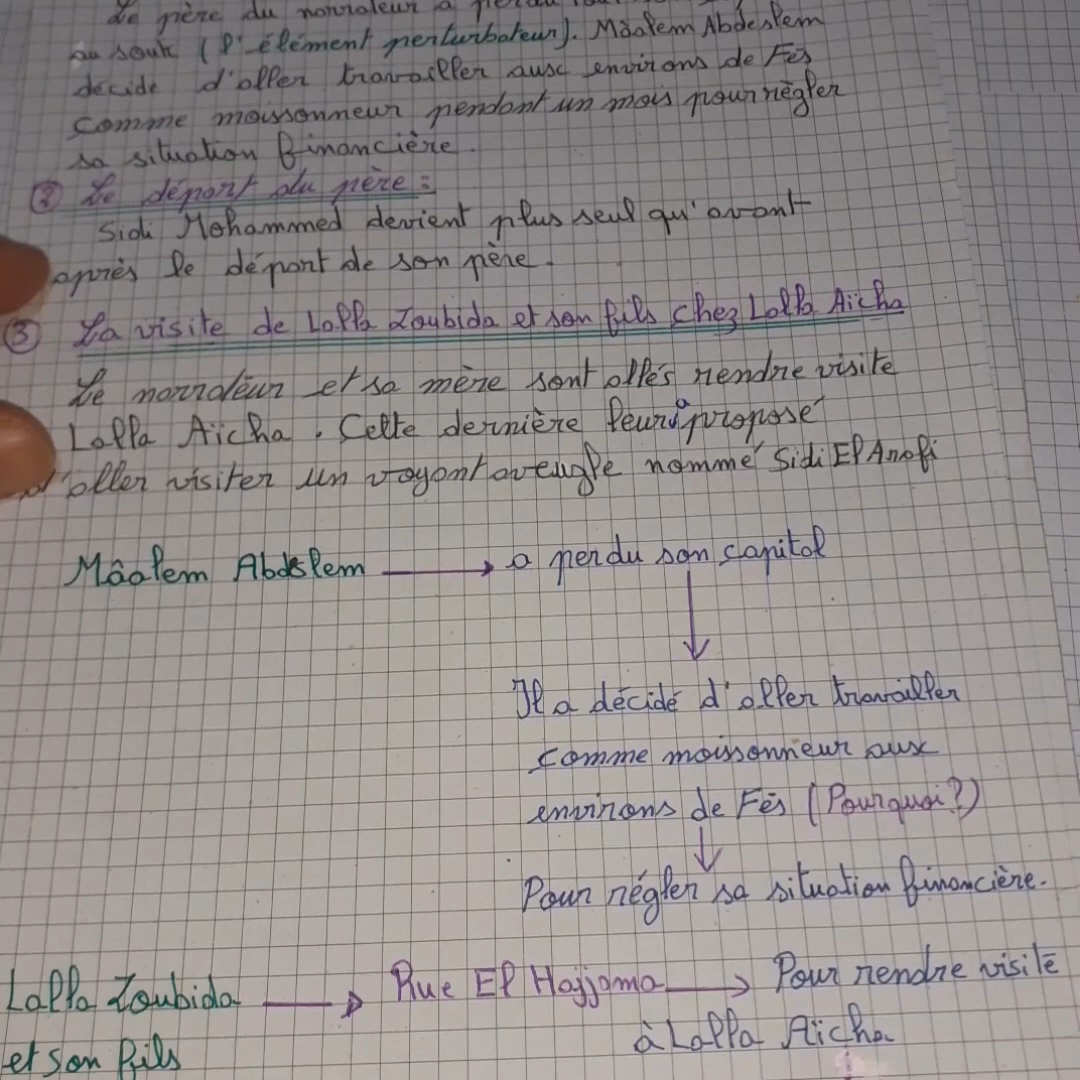 Le père du narrateur a perdu
au souk (l'élément perturbateur). Mâalem Abdeslem
décide d'aller travailler aux environs de Fès
comme moissonneur pendant un mois pour règler
sa situation financière.
② Le départ du père :
Sidi Mohammed devient plus seul qu'avant
après le départ de son père.
③ La visite de Lalla Zoubida et son fils chez Lalla Aïcha
Le narrateur et sa mère sont allés rendre visite
Lalla Aïcha. Cette dernière leur a proposé
d'aller visiter un voyant aveugle nommé Sidi El Arafi
Mâalem Abdslem → a perdu son capital
↓
Il a décidé d'aller travailler
comme moissonneur aux
environs de Fès (Pourquoi?)
↓
Pour régler sa situation financière.
Lalla Zoubida → Rue El Hajjama → Pour rendre visite
et son fils à Lalla Aïcha